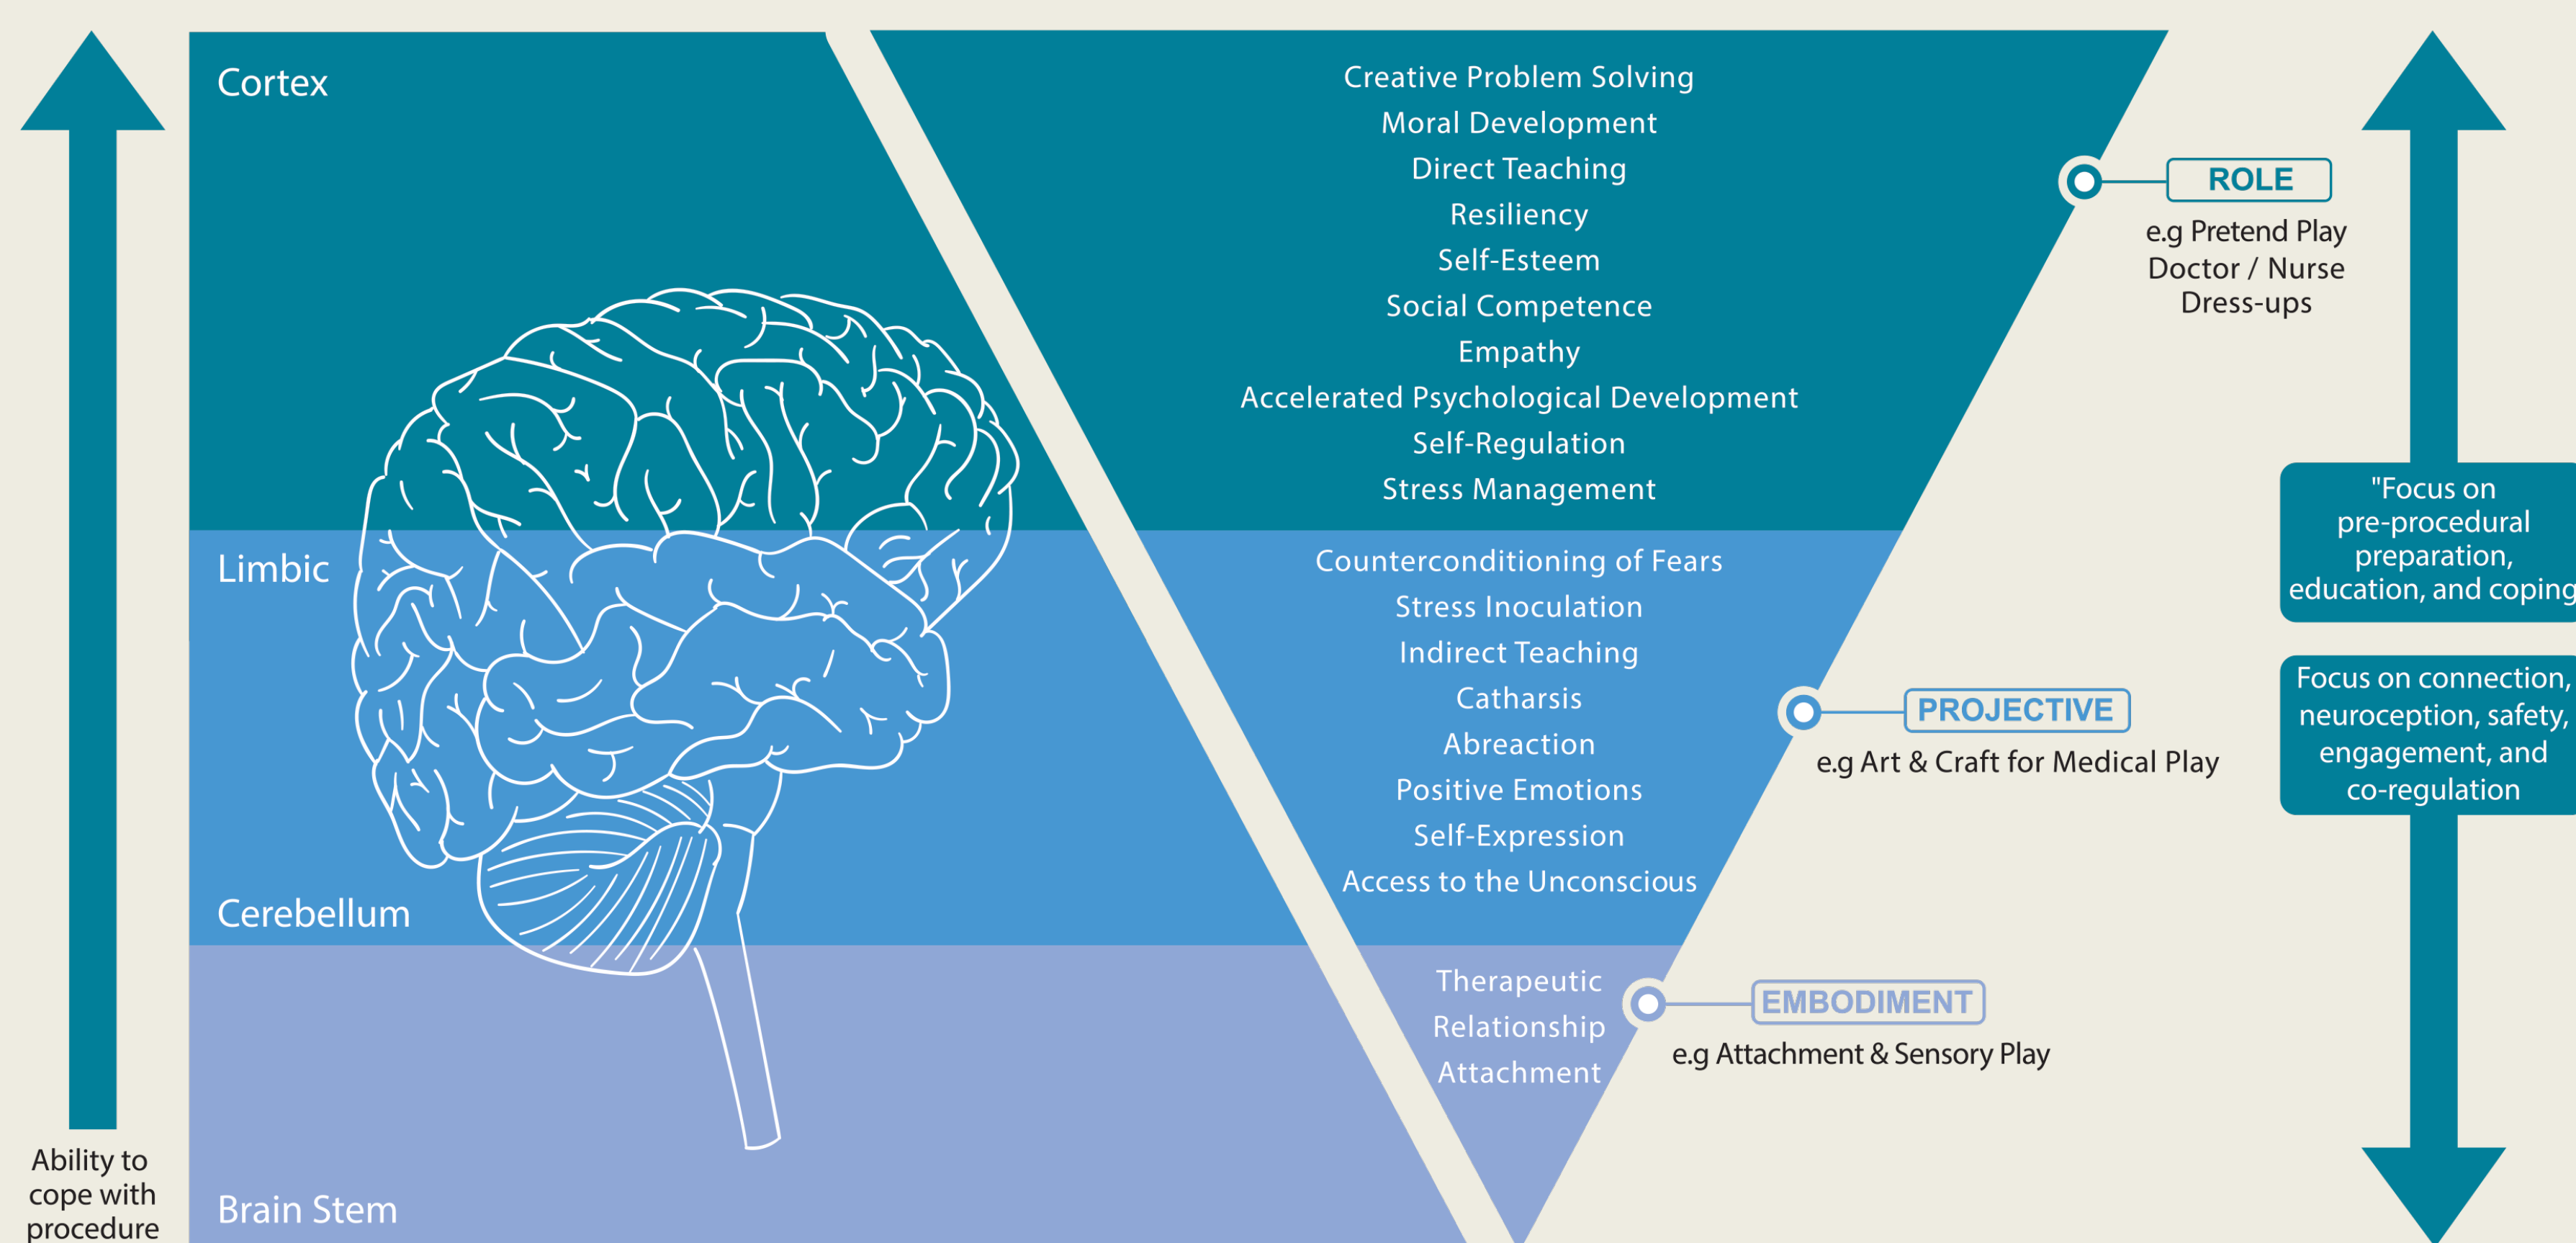 Cortex
Creative Problem Solving
Moral Development
Direct Teaching
Resiliency
Self-Esteem
Social Competence
Empathy
Accelerated Psychological Development
Self-Regulation
Stress Management
ROLE
e.g Pretend Play
Doctor / Nurse
Dress-ups
"Focus on
pre-procedural
preparation,
education, and coping
Limbic
Cerebellum
Counterconditioning of Fears
Stress Inoculation
Indirect Teaching
Catharsis
Abreaction
Positive Emotions
Self-Expression
Access to the Unconscious
PROJECTIVE
e.g Art & Craft for Medical Play
Focus on connection,
neuroception, safety,
engagement, and
co-regulation
Therapeutic
Relationship
Attachment
EMBODIMENT
e.g Attachment & Sensory Play
Brain Stem
Ability to
cope with
procedure